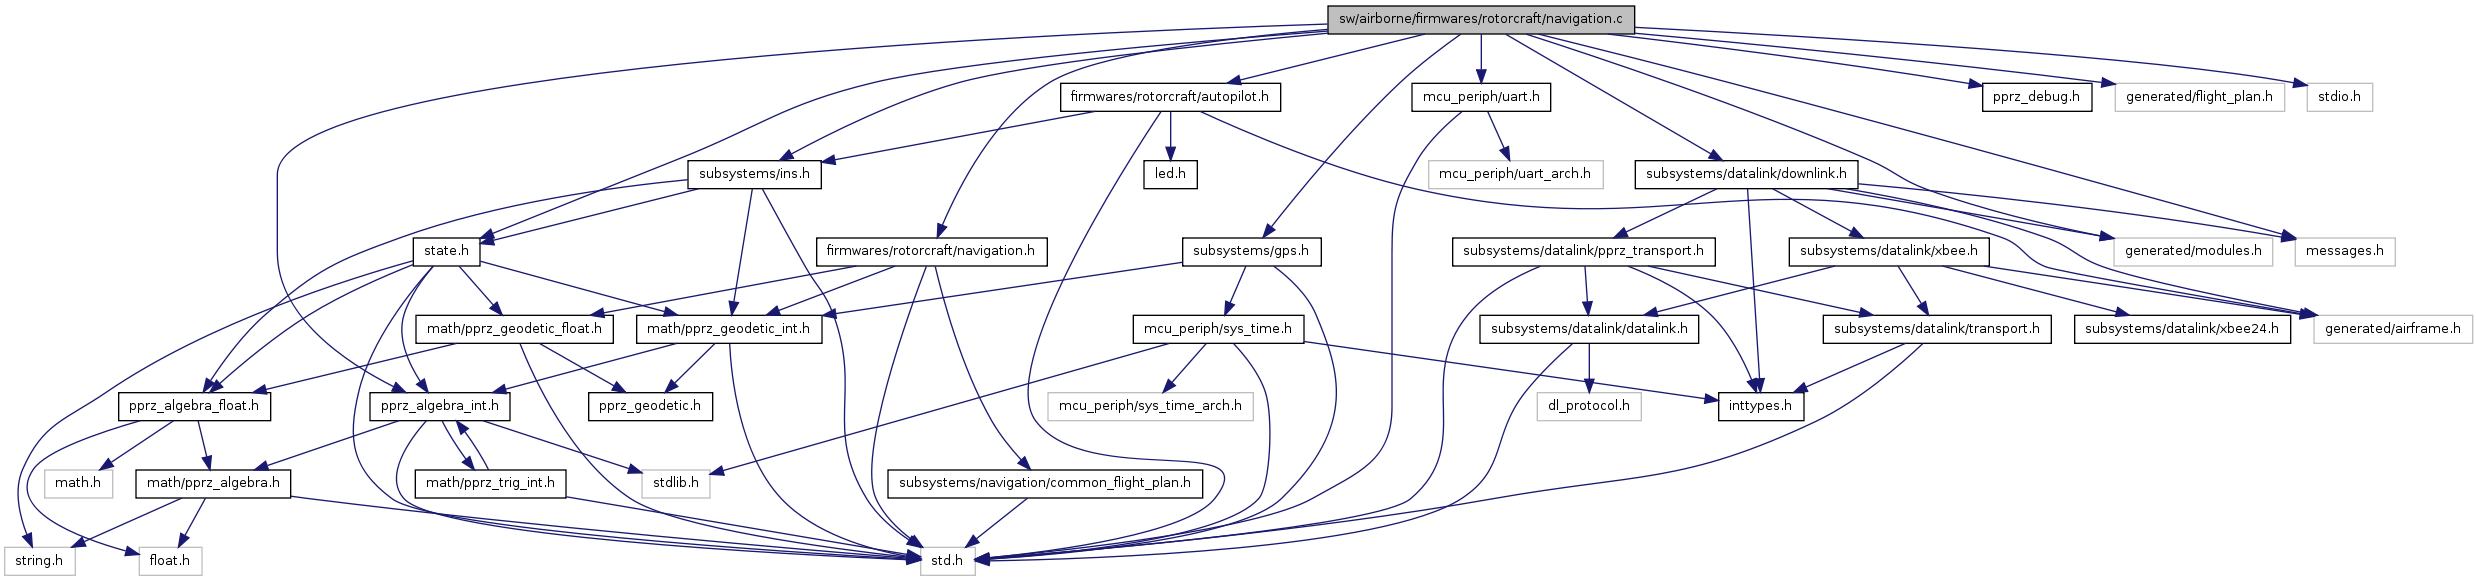 sw/airborne/firmwares/rotorcraft/navigation.c
firmwares/rotorcraft/autopilot.h
mcu_periph/uart.h
pprz_debug.h
generated/flight_plan.h
stdio.h
subsystems/ins.h
led.h
mcu_periph/uart_arch.h
subsystems/datalink/downlink.h
state.h
firmwares/rotorcraft/navigation.h
subsystems/gps.h
subsystems/datalink/pprz_transport.h
subsystems/datalink/xbee.h
generated/modules.h
messages.h
math/pprz_geodetic_float.h
math/pprz_geodetic_int.h
mcu_periph/sys_time.h
subsystems/datalink/datalink.h
subsystems/datalink/transport.h
subsystems/datalink/xbee24.h
generated/airframe.h
pprz_algebra_float.h
pprz_algebra_int.h
pprz_geodetic.h
mcu_periph/sys_time_arch.h
dl_protocol.h
inttypes.h
math.h
math/pprz_algebra.h
math/pprz_trig_int.h
stdlib.h
subsystems/navigation/common_flight_plan.h
string.h
float.h
std.h